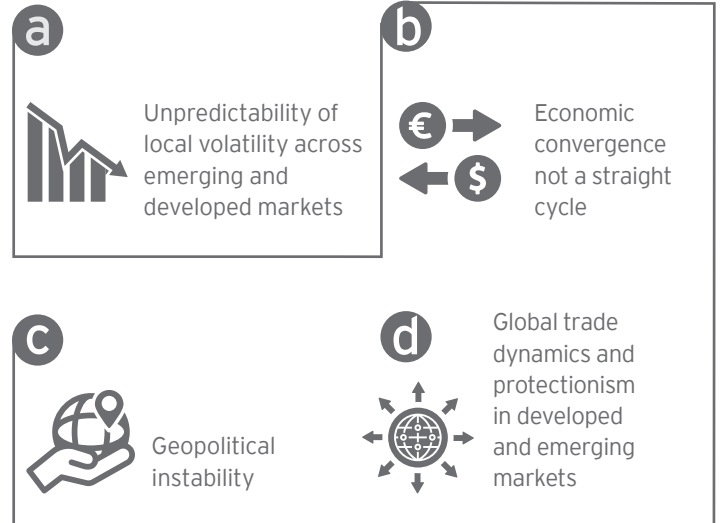 a
Unpredictability of
local volatility across
emerging and
developed markets
b
€
$
Economic
convergence
not a straight
cycle
c
Geopolitical
instability
d
Global trade
dynamics and
protectionism
in developed
and emerging
markets